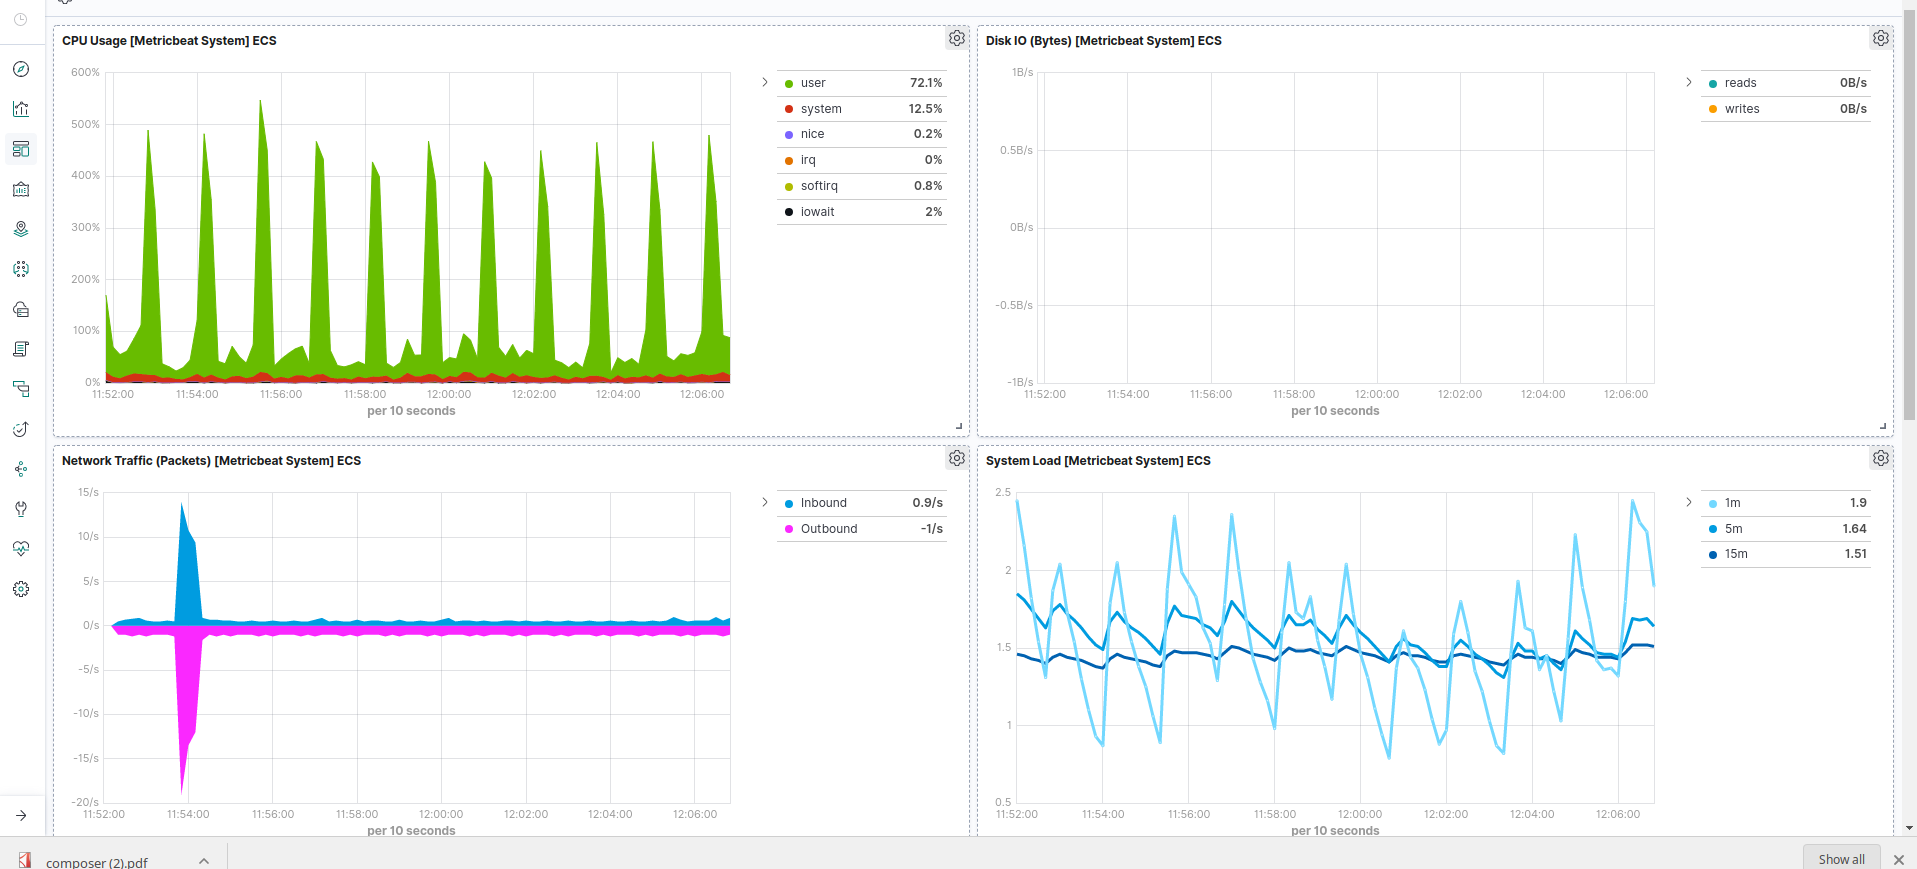 CPU Usage [Metricbeat System] ECS
600%
500%
400%
300%
200%
100%
0%
11:52:00 11:54:00 11:56:00 11:58:00 12:00:00 12:02:00 12:04:00 12:06:00
per 10 seconds
user 72.1%
system 12.5%
nice 0.2%
irq 0%
softirq 0.8%
iowait 2%
Disk IO (Bytes) [Metricbeat System] ECS
1B/s
0.5B/s
0B/s
-0.5B/s
-1B/s
11:52:00 11:54:00 11:56:00 11:58:00 12:00:00 12:02:00 12:04:00 12:06:00
per 10 seconds
reads 0B/s
writes 0B/s
Network Traffic (Packets) [Metricbeat System] ECS
15/s
10/s
5/s
0/s
-5/s
-10/s
-15/s
-20/s
11:52:00 11:54:00 11:56:00 11:58:00 12:00:00 12:02:00 12:04:00 12:06:00
per 10 seconds
Inbound 0.9/s
Outbound -1/s
System Load [Metricbeat System] ECS
2.5
2
1.5
1
0.5
11:52:00 11:54:00 11:56:00 11:58:00 12:00:00 12:02:00 12:04:00 12:06:00
per 10 seconds
1m 1.9
5m 1.64
15m 1.51
composer (2).pdf
Show all